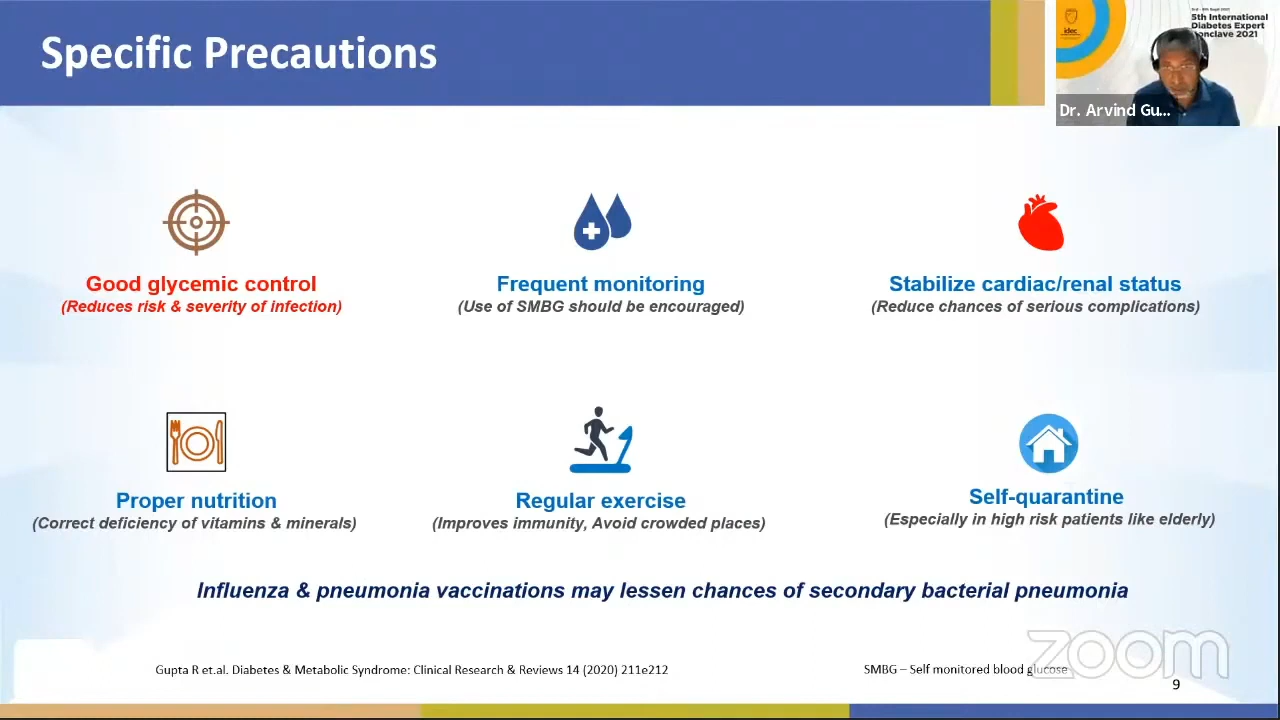 Specific Precautions
5th International
Diabetes Expert
Conclave 2021
idec
Dr. Arvind Gu...
Good glycemic control
(Reduces risk & severity of infection)
Frequent monitoring
(Use of SMBG should be encouraged)
Stabilize cardiac/renal status
(Reduce chances of serious complications)
Proper nutrition
(Correct deficiency of vitamins & minerals)
Regular exercise
(Improves immunity, Avoid crowded places)
Self-quarantine
(Especially in high risk patients like elderly)
Influenza & pneumonia vaccinations may lessen chances of secondary bacterial pneumonia
Gupta R et.al. Diabetes & Metabolic Syndrome: Clinical Research & Reviews 14 (2020) 211e212
SMBG – Self monitored blood glucose
zoom
9